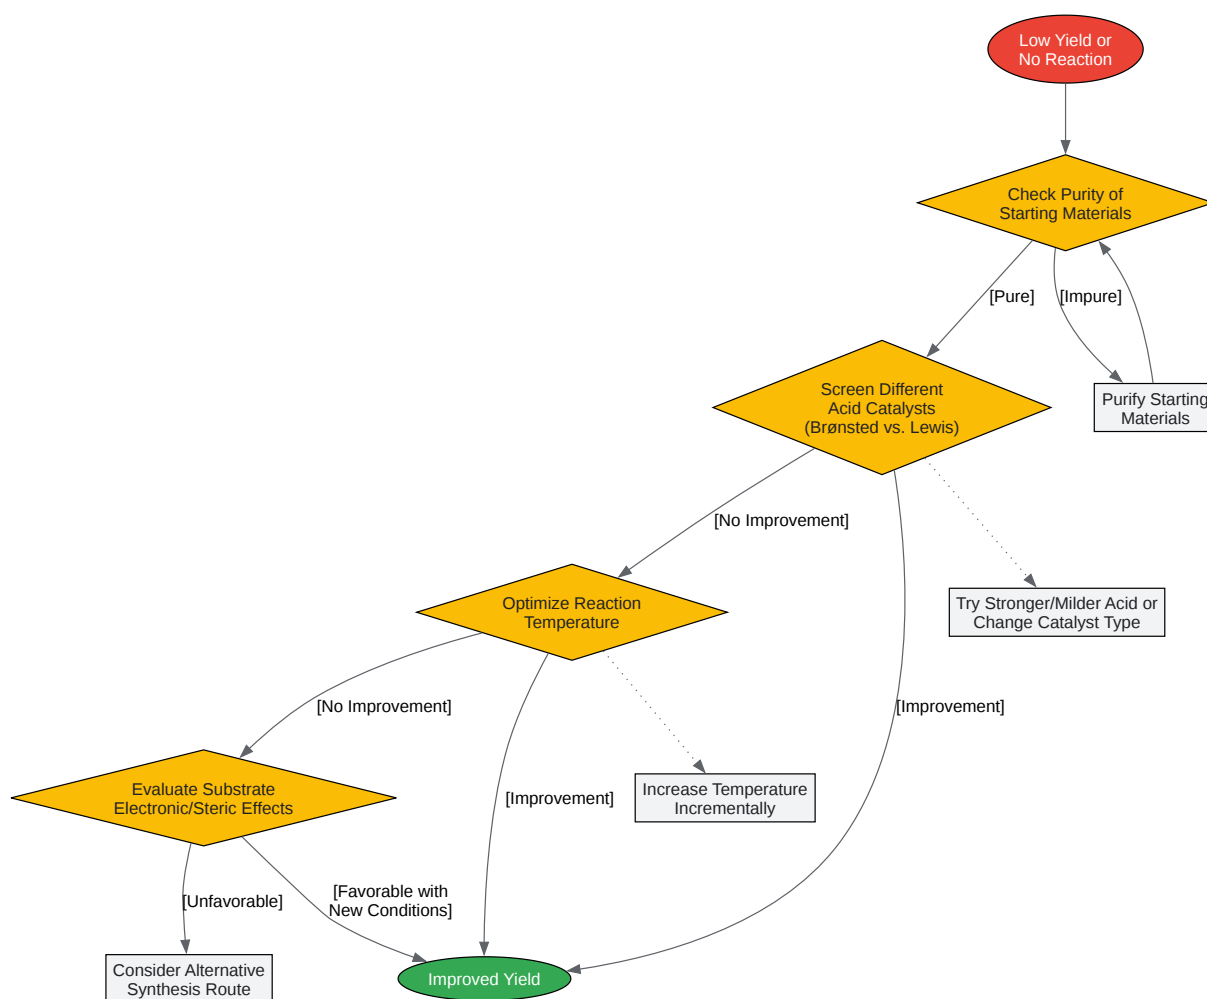 Low Yield or
No Reaction
Check Purity of
Starting Materials
[Pure]
[Impure]
Screen Different
Acid Catalysts
(Brønsted vs. Lewis)
Purify Starting
Materials
[No Improvement]
Optimize Reaction
Temperature
Try Stronger/Milder Acid or
Change Catalyst Type
[No Improvement]
[Improvement]
Evaluate Substrate
Electronic/Steric Effects
[Improvement]
Increase Temperature
Incrementally
[Unfavorable]
[Favorable with
New Conditions]
Consider Alternative
Synthesis Route
Improved Yield